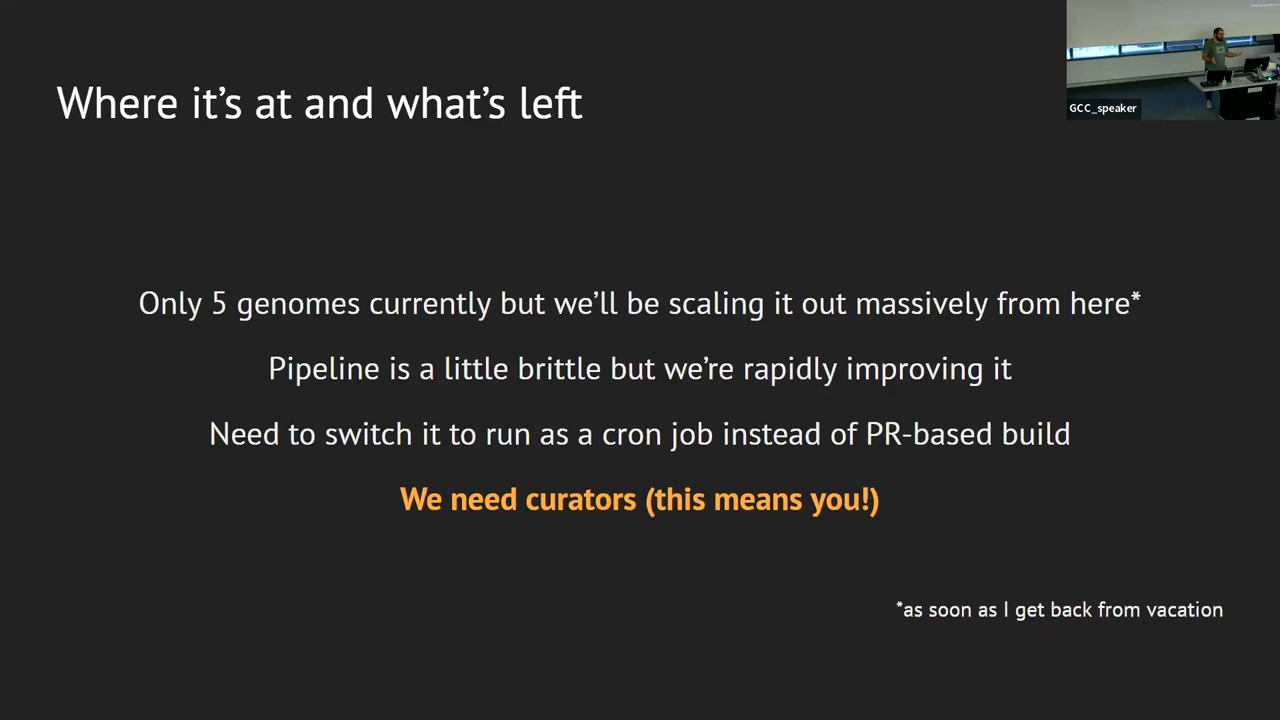 GCC_speaker
Where it's at and what's left
Only 5 genomes currently but we'll be scaling it out massively from here*
Pipeline is a little brittle but we're rapidly improving it
Need to switch it to run as a cron job instead of PR-based build
We need curators (this means you!)
*as soon as I get back from vacation